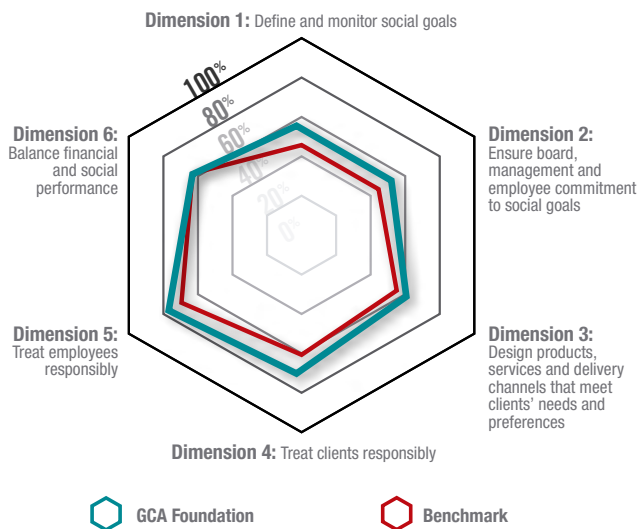 Dimension 1: Define and monitor social goals
100%
80%
60%
40%
20%
0%
Dimension 6:
Balance financial
and social
performance
Dimension 2:
Ensure board,
management and
employee commitment
to social goals
Dimension 5:
Treat employees
responsibly
Dimension 3:
Design products,
services and delivery
channels that meet
clients’ needs and
preferences
Dimension 4: Treat clients responsibly
GCA Foundation
Benchmark